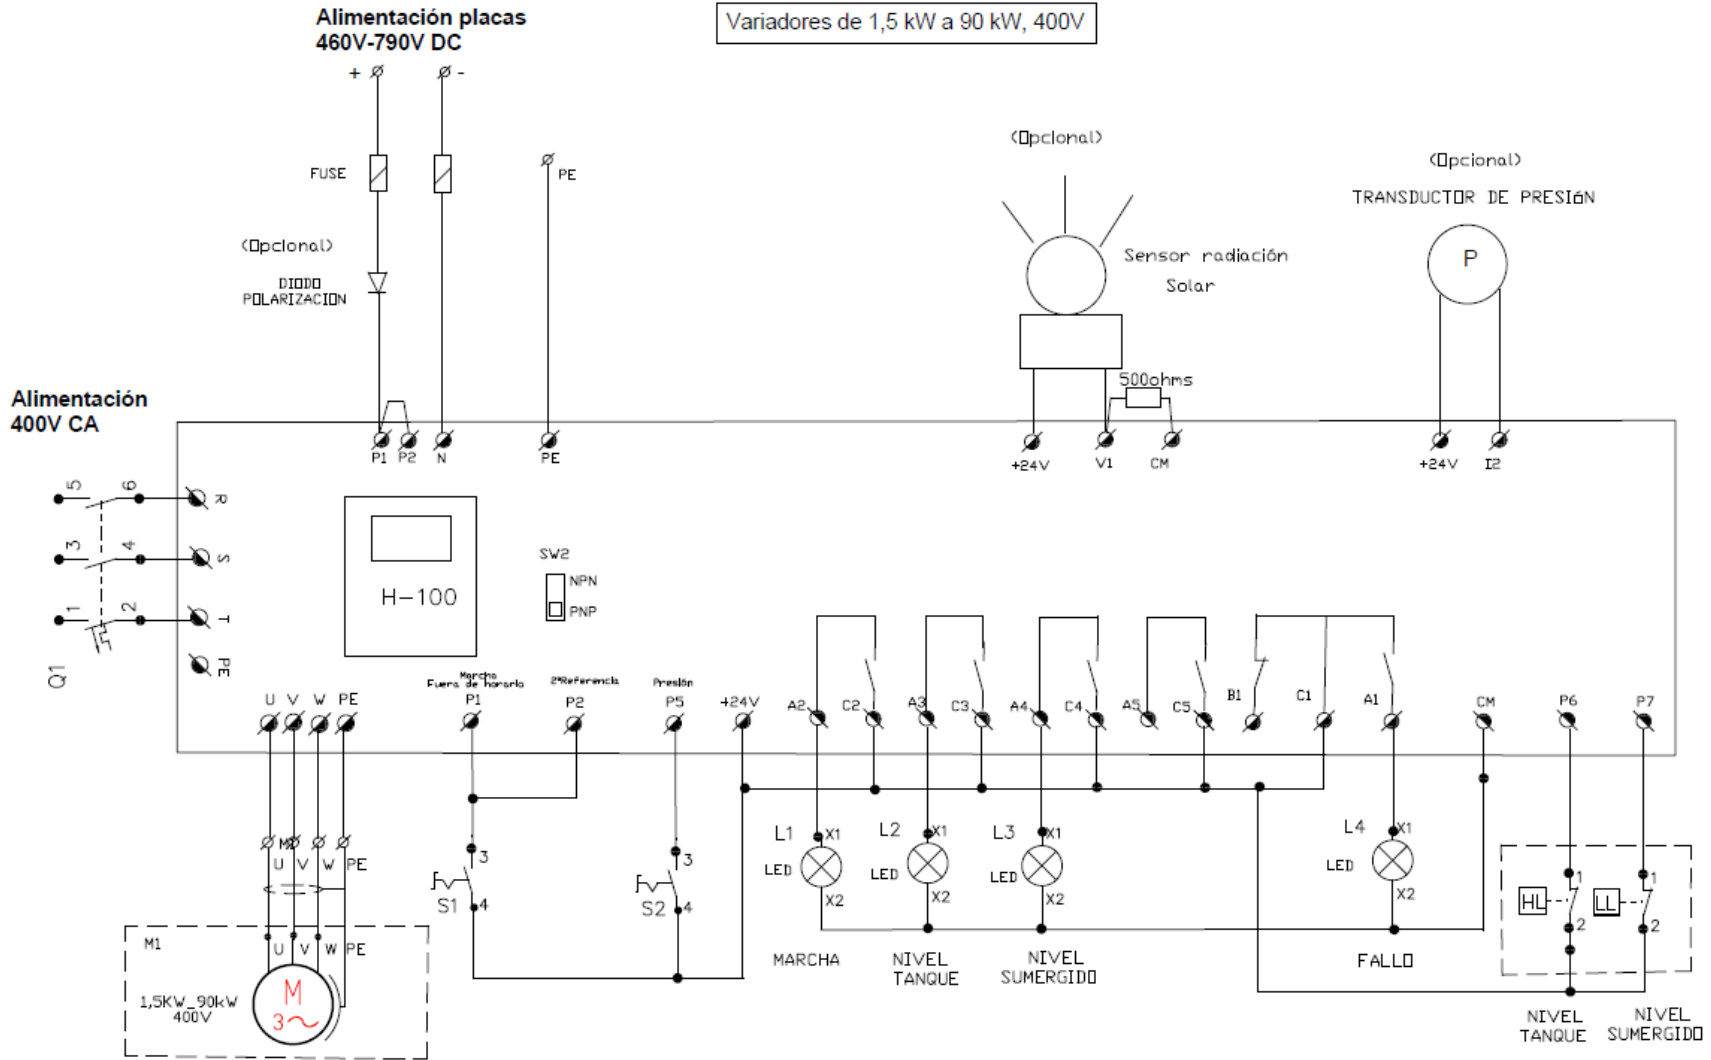 Alimentación placas
460V-790V DC
Variadores de 1,5 kW a 90 kW, 400V
+
-
(Opcional)
(Opcional)
FUSE
PE
TRANSDUCTOR DE PRESIóN
(Opcional)
Sensor radiación
Solar
P
DIODO
POLARIZACION
500ohms
Alimentación
400V CA
P1 P2 N PE
+24V V1 CM
+24V I2
5 6 R
3 4 S
1 2 T
PE
Q1
H-100
SW2
NPN
PNP
Marcha
Fuera de horario
2ªReferencia
Presión
U V W PE P1 P2 P5 +24V A2 C2 A3 C3 A4 C4 A5 C5 B1 C1 A1 CM P6 P7
L1 X1 L2 X1 L3 X1 L4 X1
LED LED LED LED
X2 X2 X2 X2
M1
U V W PE
3 3
S1 4 S2 4
HL 1 LL 1
2 2
M1
U V W PE
1,5KW_90kW
400V
M
3~
MARCHA
NIVEL
TANQUE
NIVEL
SUMERGIDO
FALLO
NIVEL
TANQUE
NIVEL
SUMERGIDO